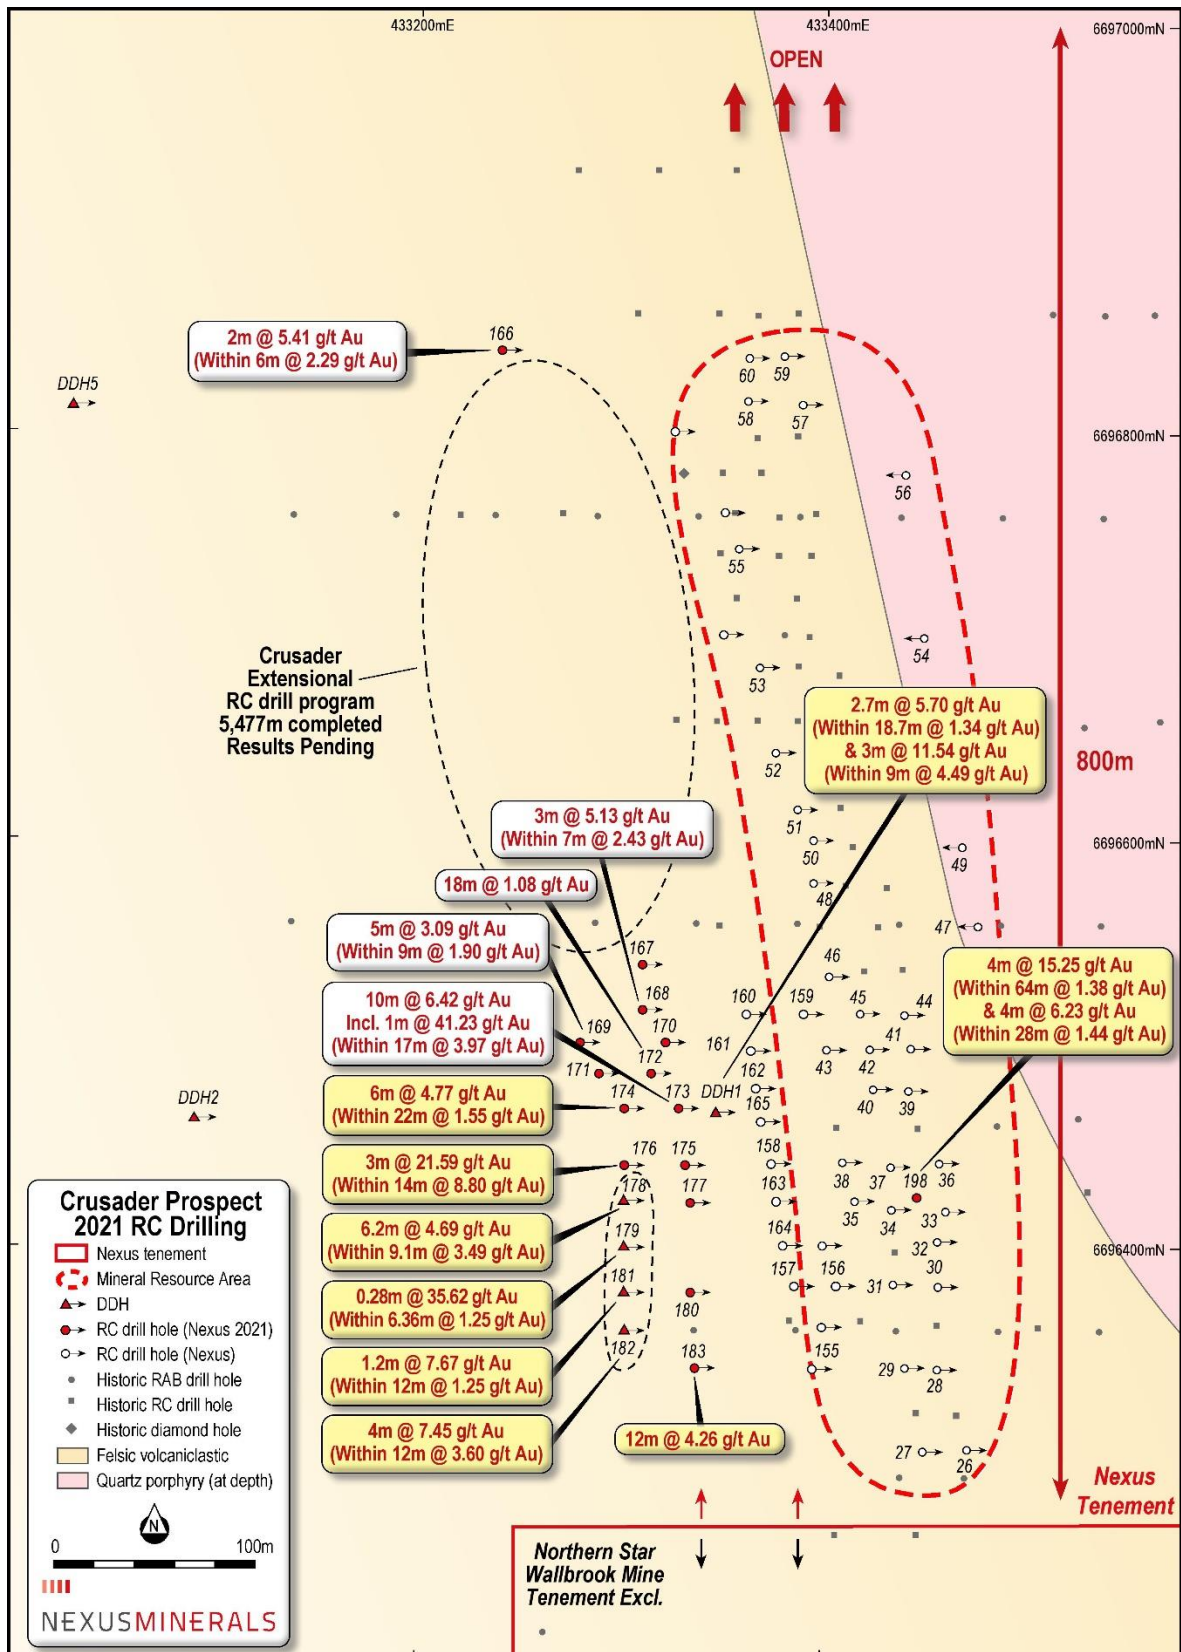 433200mE
433400mE
6697000mN
OPEN
2m @ 5.41 g/t Au
(Within 6m @ 2.29 g/t Au)
166
DDH5
60
59
58
57
6696800mN
56
55
54
53
Crusader
Extensional
RC drill program
5,477m completed
Results Pending
2.7m @ 5.70 g/t Au
(Within 18.7m @ 1.34 g/t Au)
& 3m @ 11.54 g/t Au
(Within 9m @ 4.49 g/t Au)
800m
52
3m @ 5.13 g/t Au
(Within 7m @ 2.43 g/t Au)
51
50
49
6696600mN
18m @ 1.08 g/t Au
48
5m @ 3.09 g/t Au
(Within 9m @ 1.90 g/t Au)
47
167
46
4m @ 15.25 g/t Au
(Within 64m @ 1.38 g/t Au)
& 4m @ 6.23 g/t Au
(Within 28m @ 1.44 g/t Au)
10m @ 6.42 g/t Au
Incl. 1m @ 41.23 g/t Au
(Within 17m @ 3.97 g/t Au)
168
160
159
45
44
169
170
161
41
172
171
162
43
42
6m @ 4.77 g/t Au
(Within 22m @ 1.55 g/t Au)
174
173
DDH1
DDH2
165
40
39
3m @ 21.59 g/t Au
(Within 14m @ 8.80 g/t Au)
176
175
158
38
37
198
36
178
177
163
35
34
33
6.2m @ 4.69 g/t Au
(Within 9.1m @ 3.49 g/t Au)
179
164
32
6696400mN
0.28m @ 35.62 g/t Au
(Within 6.36m @ 1.25 g/t Au)
181
180
157
156
31
30
1.2m @ 7.67 g/t Au
(Within 12m @ 1.25 g/t Au)
182
183
155
29
28
4m @ 7.45 g/t Au
(Within 12m @ 3.60 g/t Au)
12m @ 4.26 g/t Au
27
26
Nexus
Tenement
Northern Star
Wallbrook Mine
Tenement Excl.
Crusader Prospect
2021 RC Drilling
Nexus tenement
Mineral Resource Area
DDH
RC drill hole (Nexus 2021)
RC drill hole (Nexus)
Historic RAB drill hole
Historic RC drill hole
Historic diamond hole
Felsic volcaniclastic
Quartz porphyry (at depth)
N
0
100m
NEXUSMINERALS